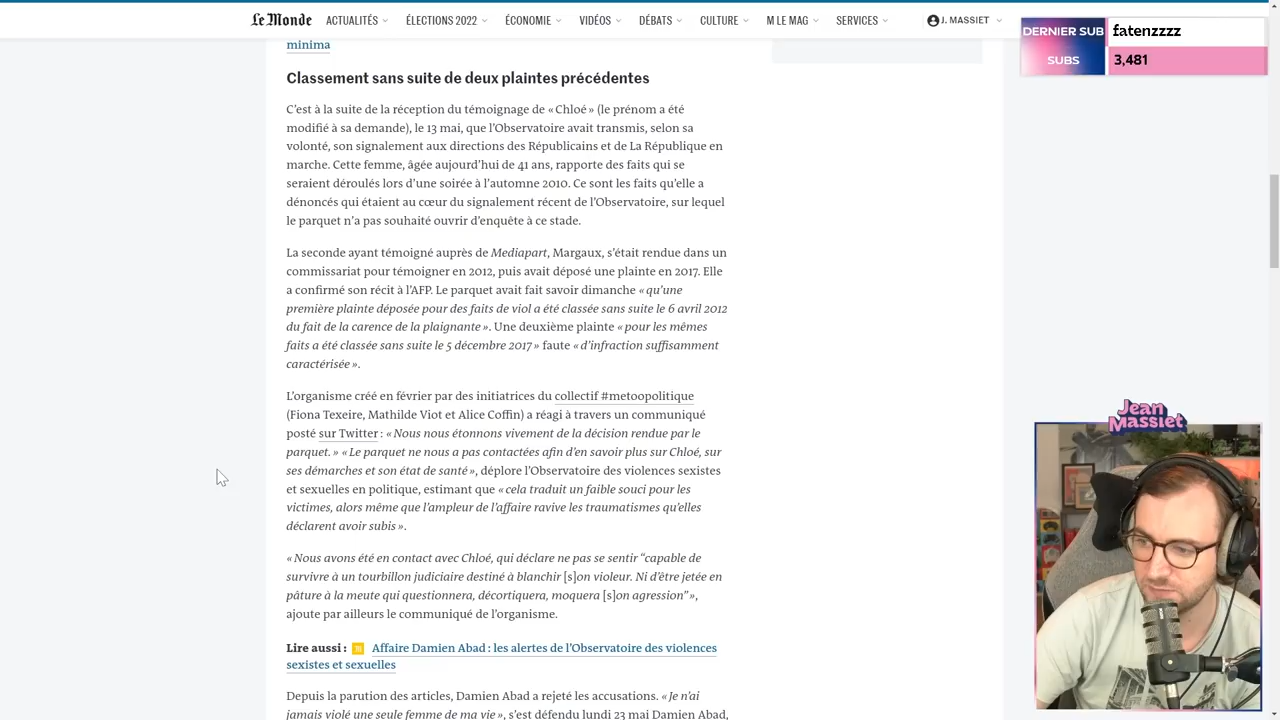 Le Monde
ACTUALITÉS
ÉLECTIONS 2022
ÉCONOMIE
VIDÉOS
DÉBATS
CULTURE
M LE MAG
SERVICES
J. MASSIET
DERNIER SUB
fatenzzzz
SUBS
3,481
minima
Classement sans suite de deux plaintes précédentes
C’est à la suite de la réception du témoignage de « Chloé » (le prénom a été
modifié à sa demande), le 13 mai, que l’Observatoire avait transmis, selon sa
volonté, son signalement aux directions des Républicains et de La République en
marche. Cette femme, âgée aujourd’hui de 41 ans, rapporte des faits qui se
seraient déroulés lors d’une soirée à l’automne 2010. Ce sont les faits qu’elle a
dénoncés qui étaient au cœur du signalement récent de l’Observatoire, sur lequel
le parquet n’a pas souhaité ouvrir d’enquête à ce stade.
La seconde ayant témoigné auprès de Mediapart, Margaux, s’était rendue dans un
commissariat pour témoigner en 2012, puis avait déposé une plainte en 2017. Elle
a confirmé son récit à l’AFP. Le parquet avait fait savoir dimanche « qu’une
première plainte déposée pour des faits de viol a été classée sans suite le 6 avril 2012
du fait de la carence de la plaignante ». Une deuxième plainte « pour les mêmes
faits a été classée sans suite le 5 décembre 2017 » faute « d’infraction suffisamment
caractérisée ».
L’organisme créé en février par des initiatrices du collectif #metoopolitique
(Fiona Texeire, Mathilde Viot et Alice Coffin) a réagi à travers un communiqué
posté sur Twitter : « Nous nous étonnons vivement de la décision rendue par le
parquet. » « Le parquet ne nous a pas contactées afin d’en savoir plus sur Chloé, sur
ses démarches et son état de santé », déplore l’Observatoire des violences sexistes
et sexuelles en politique, estimant que « cela traduit un faible souci pour les
victimes, alors même que l’ampleur de l’affaire ravive les traumatismes qu’elles
déclarent avoir subis ».
« Nous avons été en contact avec Chloé, qui déclare ne pas se sentir “capable de
survivre à un tourbillon judiciaire destiné à blanchir [s]on violeur. Ni d’être jetée en
pâture à la meute qui questionnera, décortiquera, moquera [s]on agression” »,
ajoute par ailleurs le communiqué de l’organisme.
Lire aussi : Affaire Damien Abad : les alertes de l’Observatoire des violences
sexistes et sexuelles
Depuis la parution des articles, Damien Abad a rejeté les accusations. « Je n’ai
jamais violé une seule femme de ma vie », s’est défendu lundi 23 mai Damien Abad,
Jean
Massiet